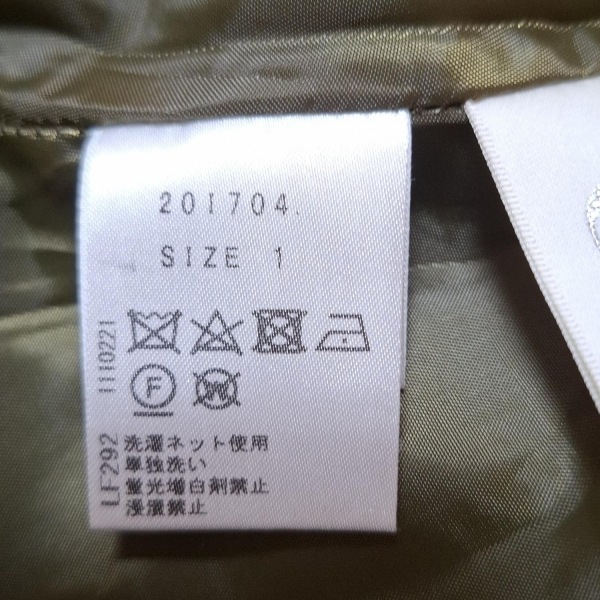 201704.
SIZE 1
F
W
洗濯ネット使用
単独洗い
蛍光増白剤禁止
浸漬禁止
LF292 1110221